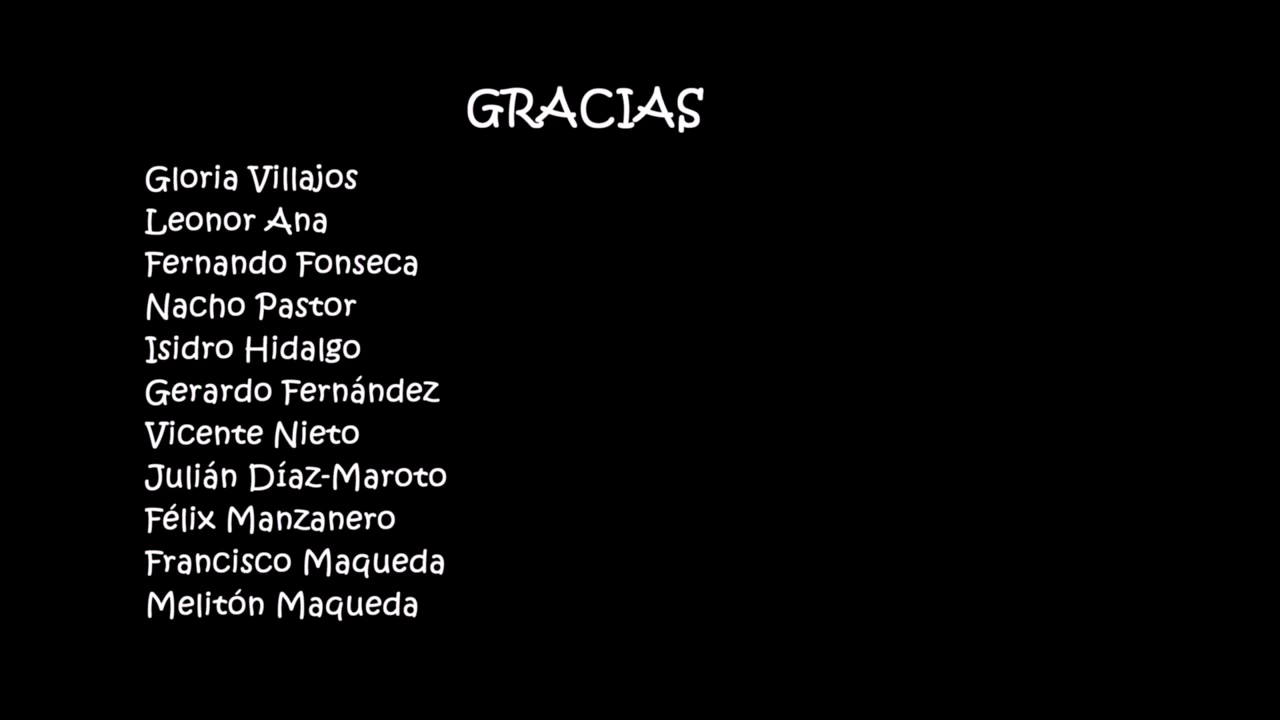 GRACIAS
Gloria Villajos
Leonor Ana
Fernando Fonseca
Nacho Pastor
Isidro Hidalgo
Gerardo Fernández
Vicente Nieto
Julián Díaz-Maroto
Félix Manzanero
Francisco Maqueda
Melitón Maqueda